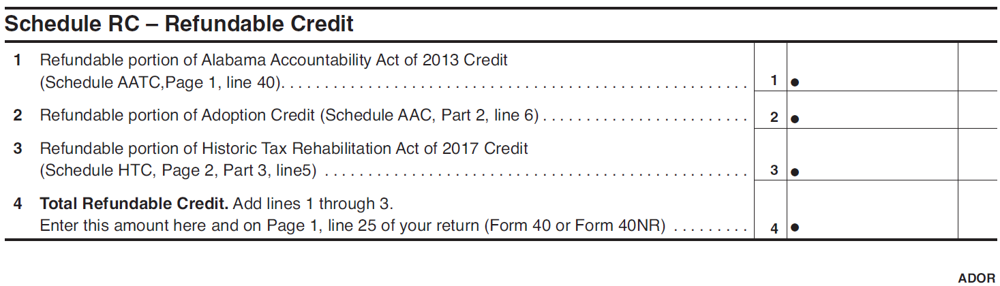 Schedule RC – Refundable Credit
1 Refundable portion of Alabama Accountability Act of 2013 Credit
(Schedule AATC,Page 1, line 40). . . . . . . . . . . . . . . . . . . . . . . . . . . . . . . . . . . . . . . . . . . . . . . . . . . . . . 1 •
2 Refundable portion of Adoption Credit (Schedule AAC, Part 2, line 6) . . . . . . . . . . . . . . . . . . . . . . . . 2 •
3 Refundable portion of Historic Tax Rehabilitation Act of 2017 Credit
(Schedule HTC, Page 2, Part 3, line5) . . . . . . . . . . . . . . . . . . . . . . . . . . . . . . . . . . . . . . . . . . . . . . . . . 3 •
4 Total Refundable Credit. Add lines 1 through 3.
Enter this amount here and on Page 1, line 25 of your return (Form 40 or Form 40NR) . . . . . . . . . 4 •
ADOR